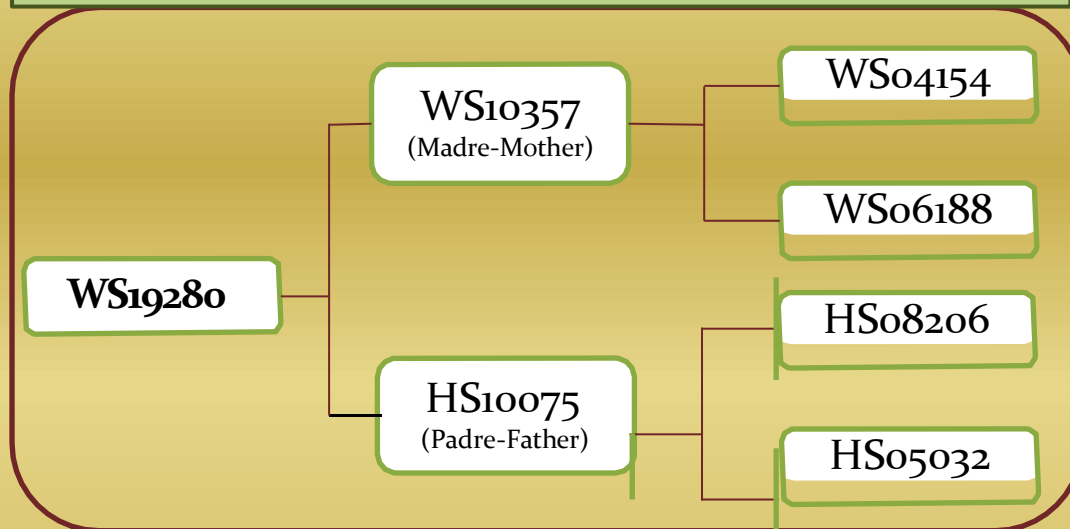 WS04154
WS10357
(Madre-Mother)
WS06188
WS19280
HS08206
HS10075
(Padre-Father)
HS05032